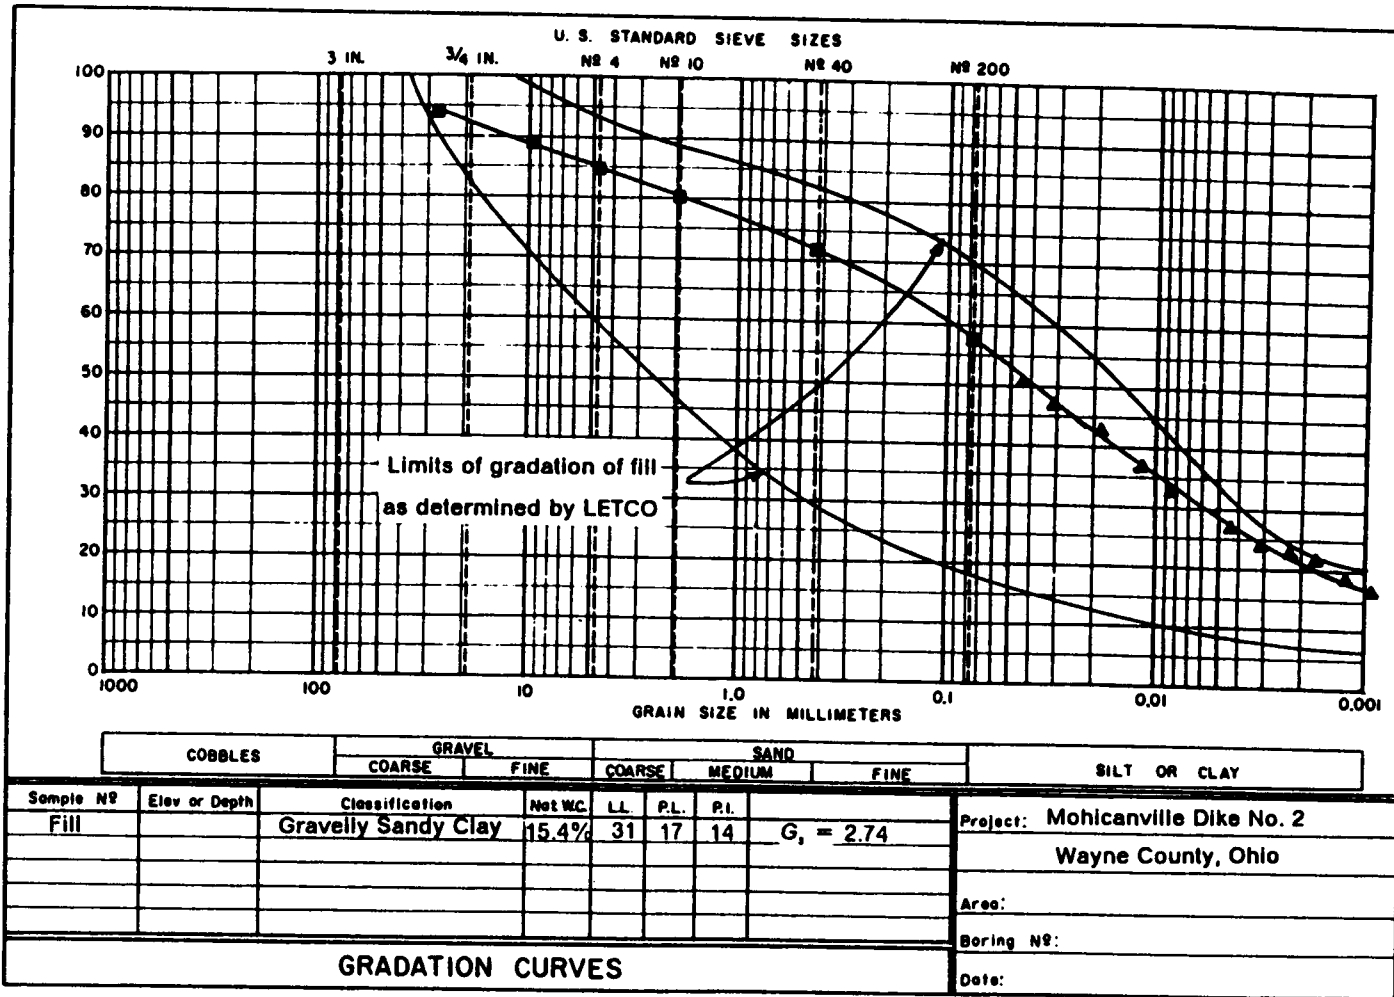 U. S. STANDARD SIEVE SIZES
3 IN. 3/4 IN. Nº 4 Nº 10 Nº 40 Nº 200
100
90
80
70
60
50
40
30
20
10
0
Limits of gradation of fill
as determined by LETCO
1000 100 10 1.0 0.1 0.01 0.001
GRAIN SIZE IN MILLIMETERS
COBBLES GRAVEL SAND SILT OR CLAY
COARSE FINE COARSE MEDIUM FINE
Sample Nº Elev or Depth Classification Nat W.C. L.L. P.L. P.I.
Fill Gravelly Sandy Clay 15.4% 31 17 14 Gs = 2.74
Project: Mohicanville Dike No. 2
Wayne County, Ohio
Area:
Boring Nº:
Date:
GRADATION CURVES